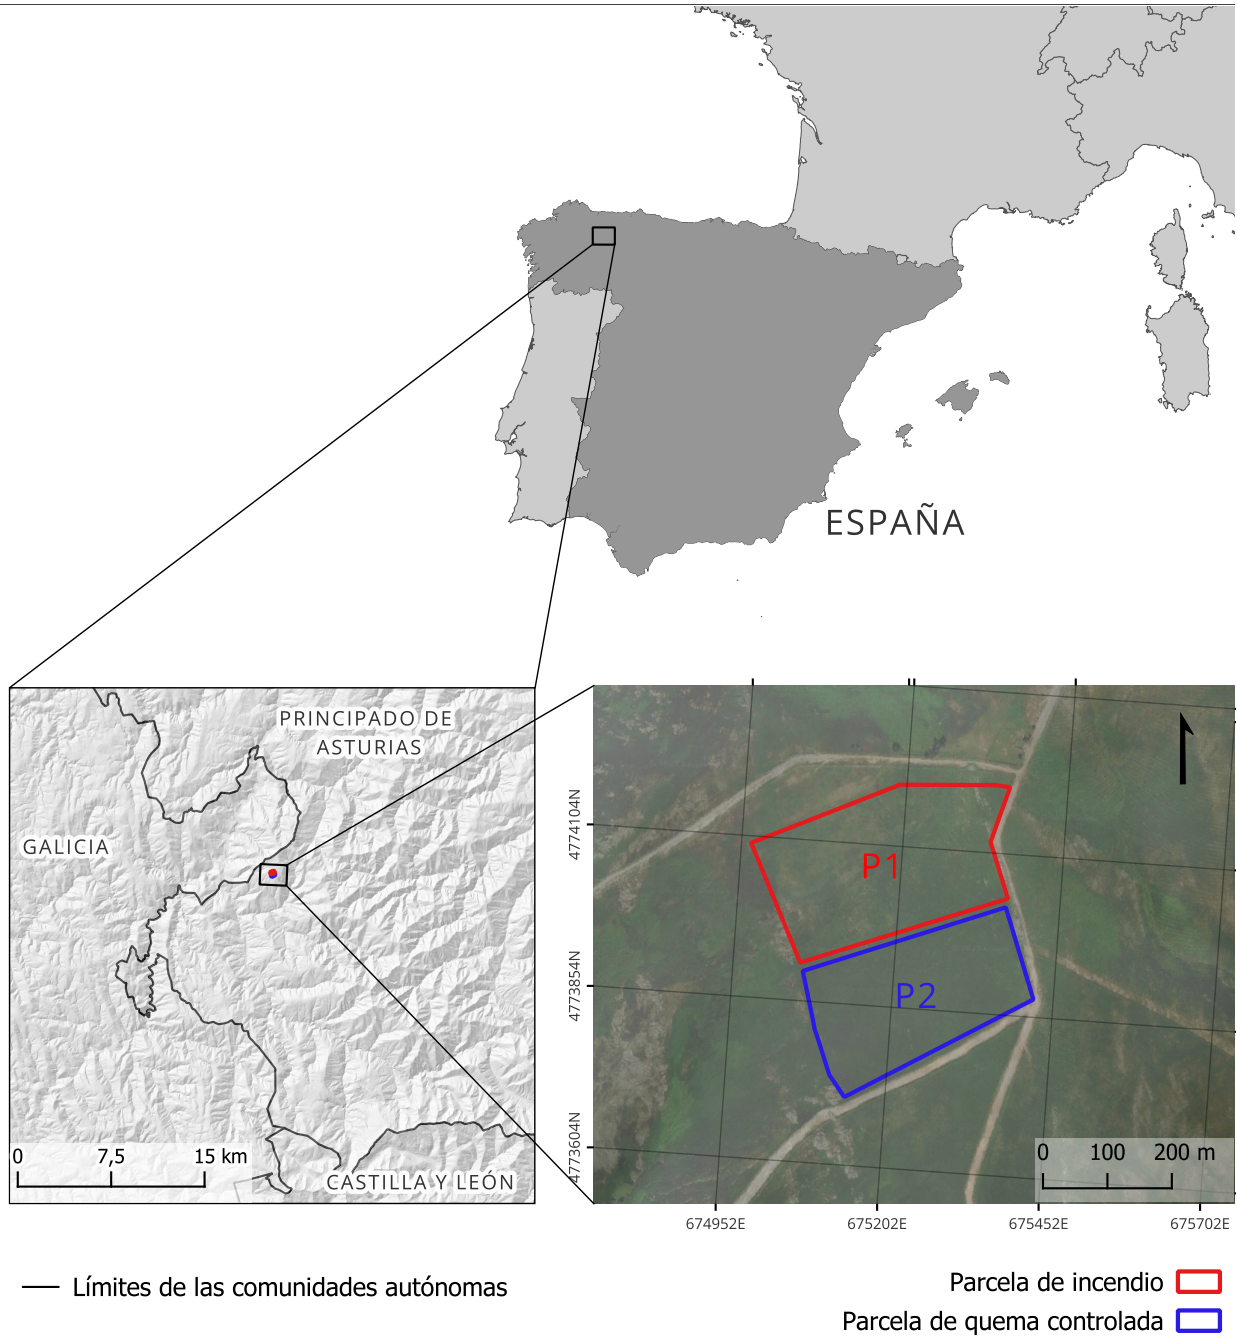 ESPAÑA
PRINCIPADO DE
ASTURIAS
GALICIA
CASTILLA Y LEÓN
0 7,5 15 km
P1
P2
4774104N
4773854N
4773604N
0 100 200 m
674952E 675202E 675452E 675702E
Límites de las comunidades autónomas
Parcela de incendio
Parcela de quema controlada